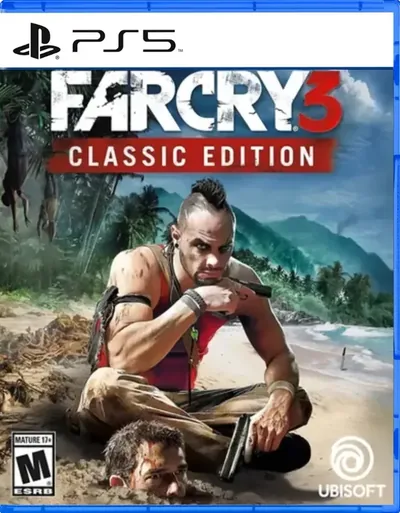 PS5
FARCRY3
CLASSIC EDITION
MATURE 17+
M
ESRB
UBISOFT